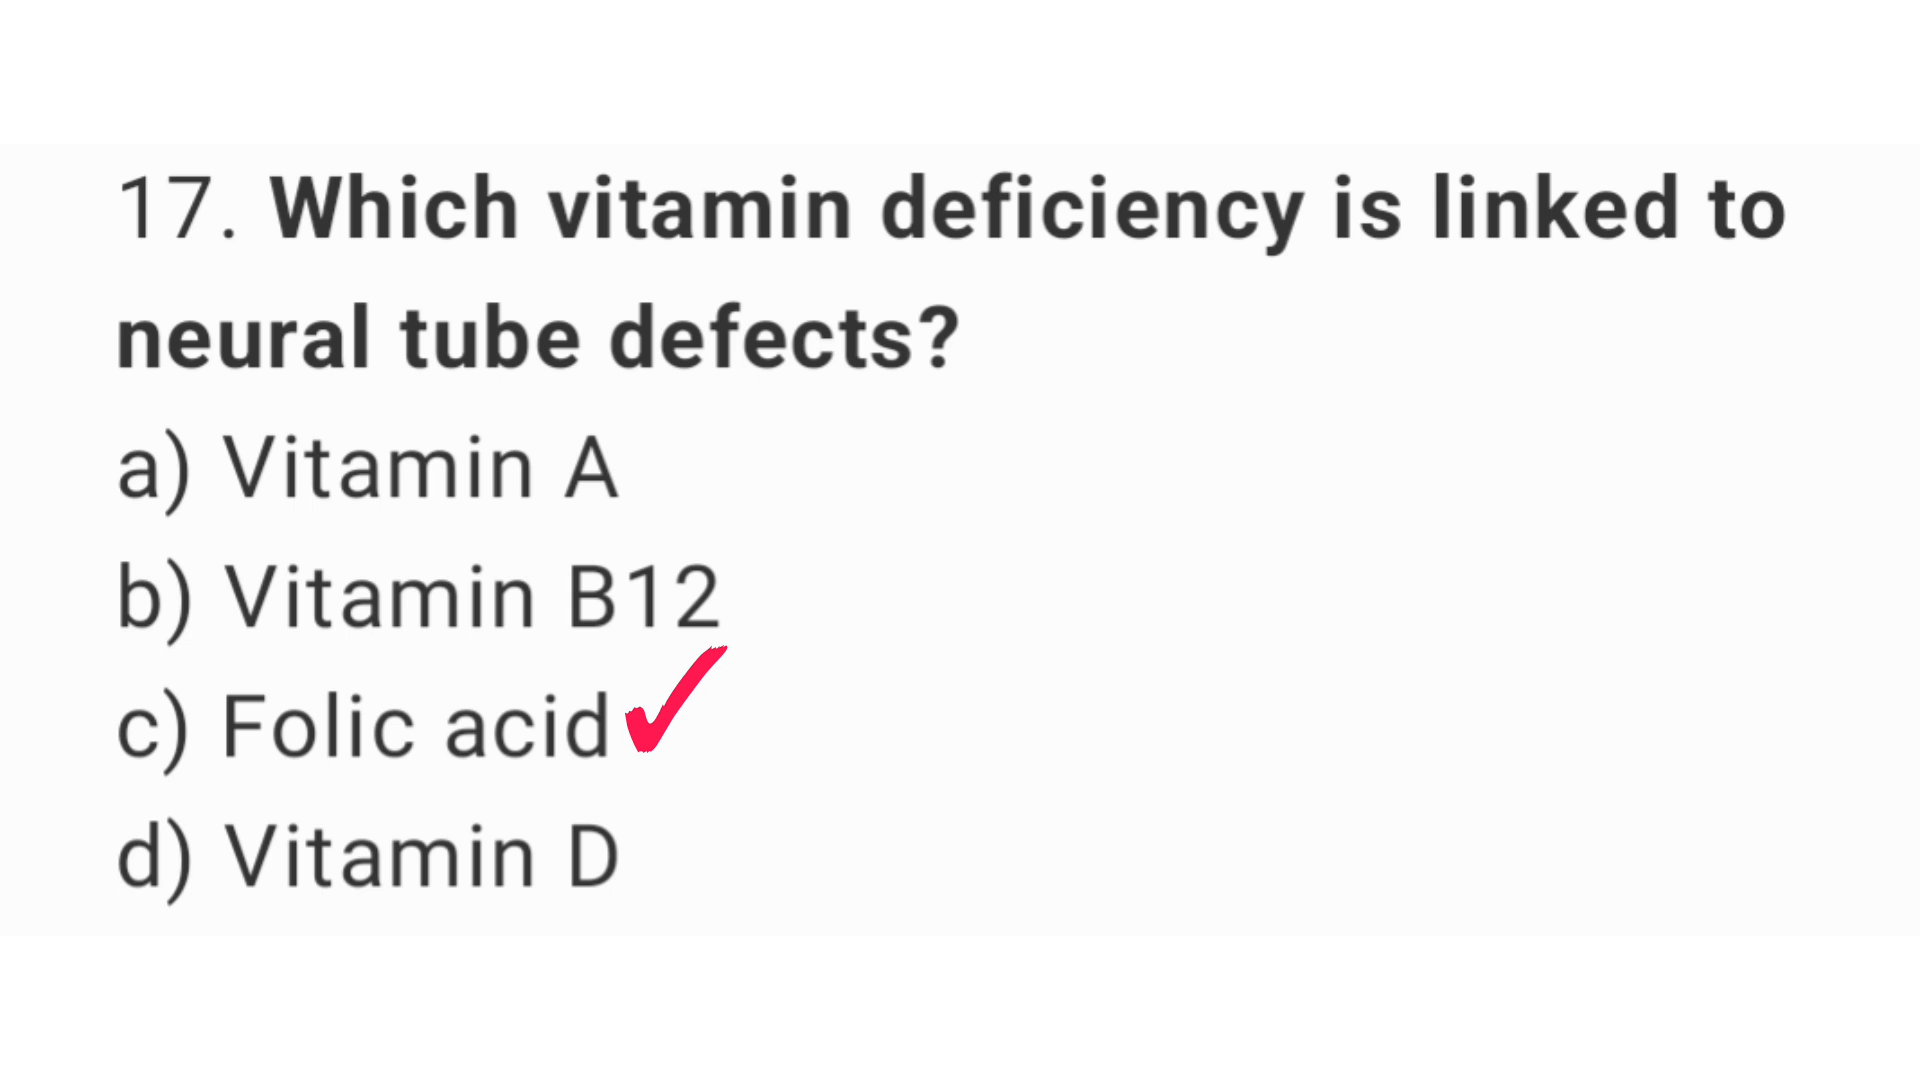 17. Which vitamin deficiency is linked to
neural tube defects?
a) Vitamin A
b) Vitamin B12
c) Folic acid
d) Vitamin D